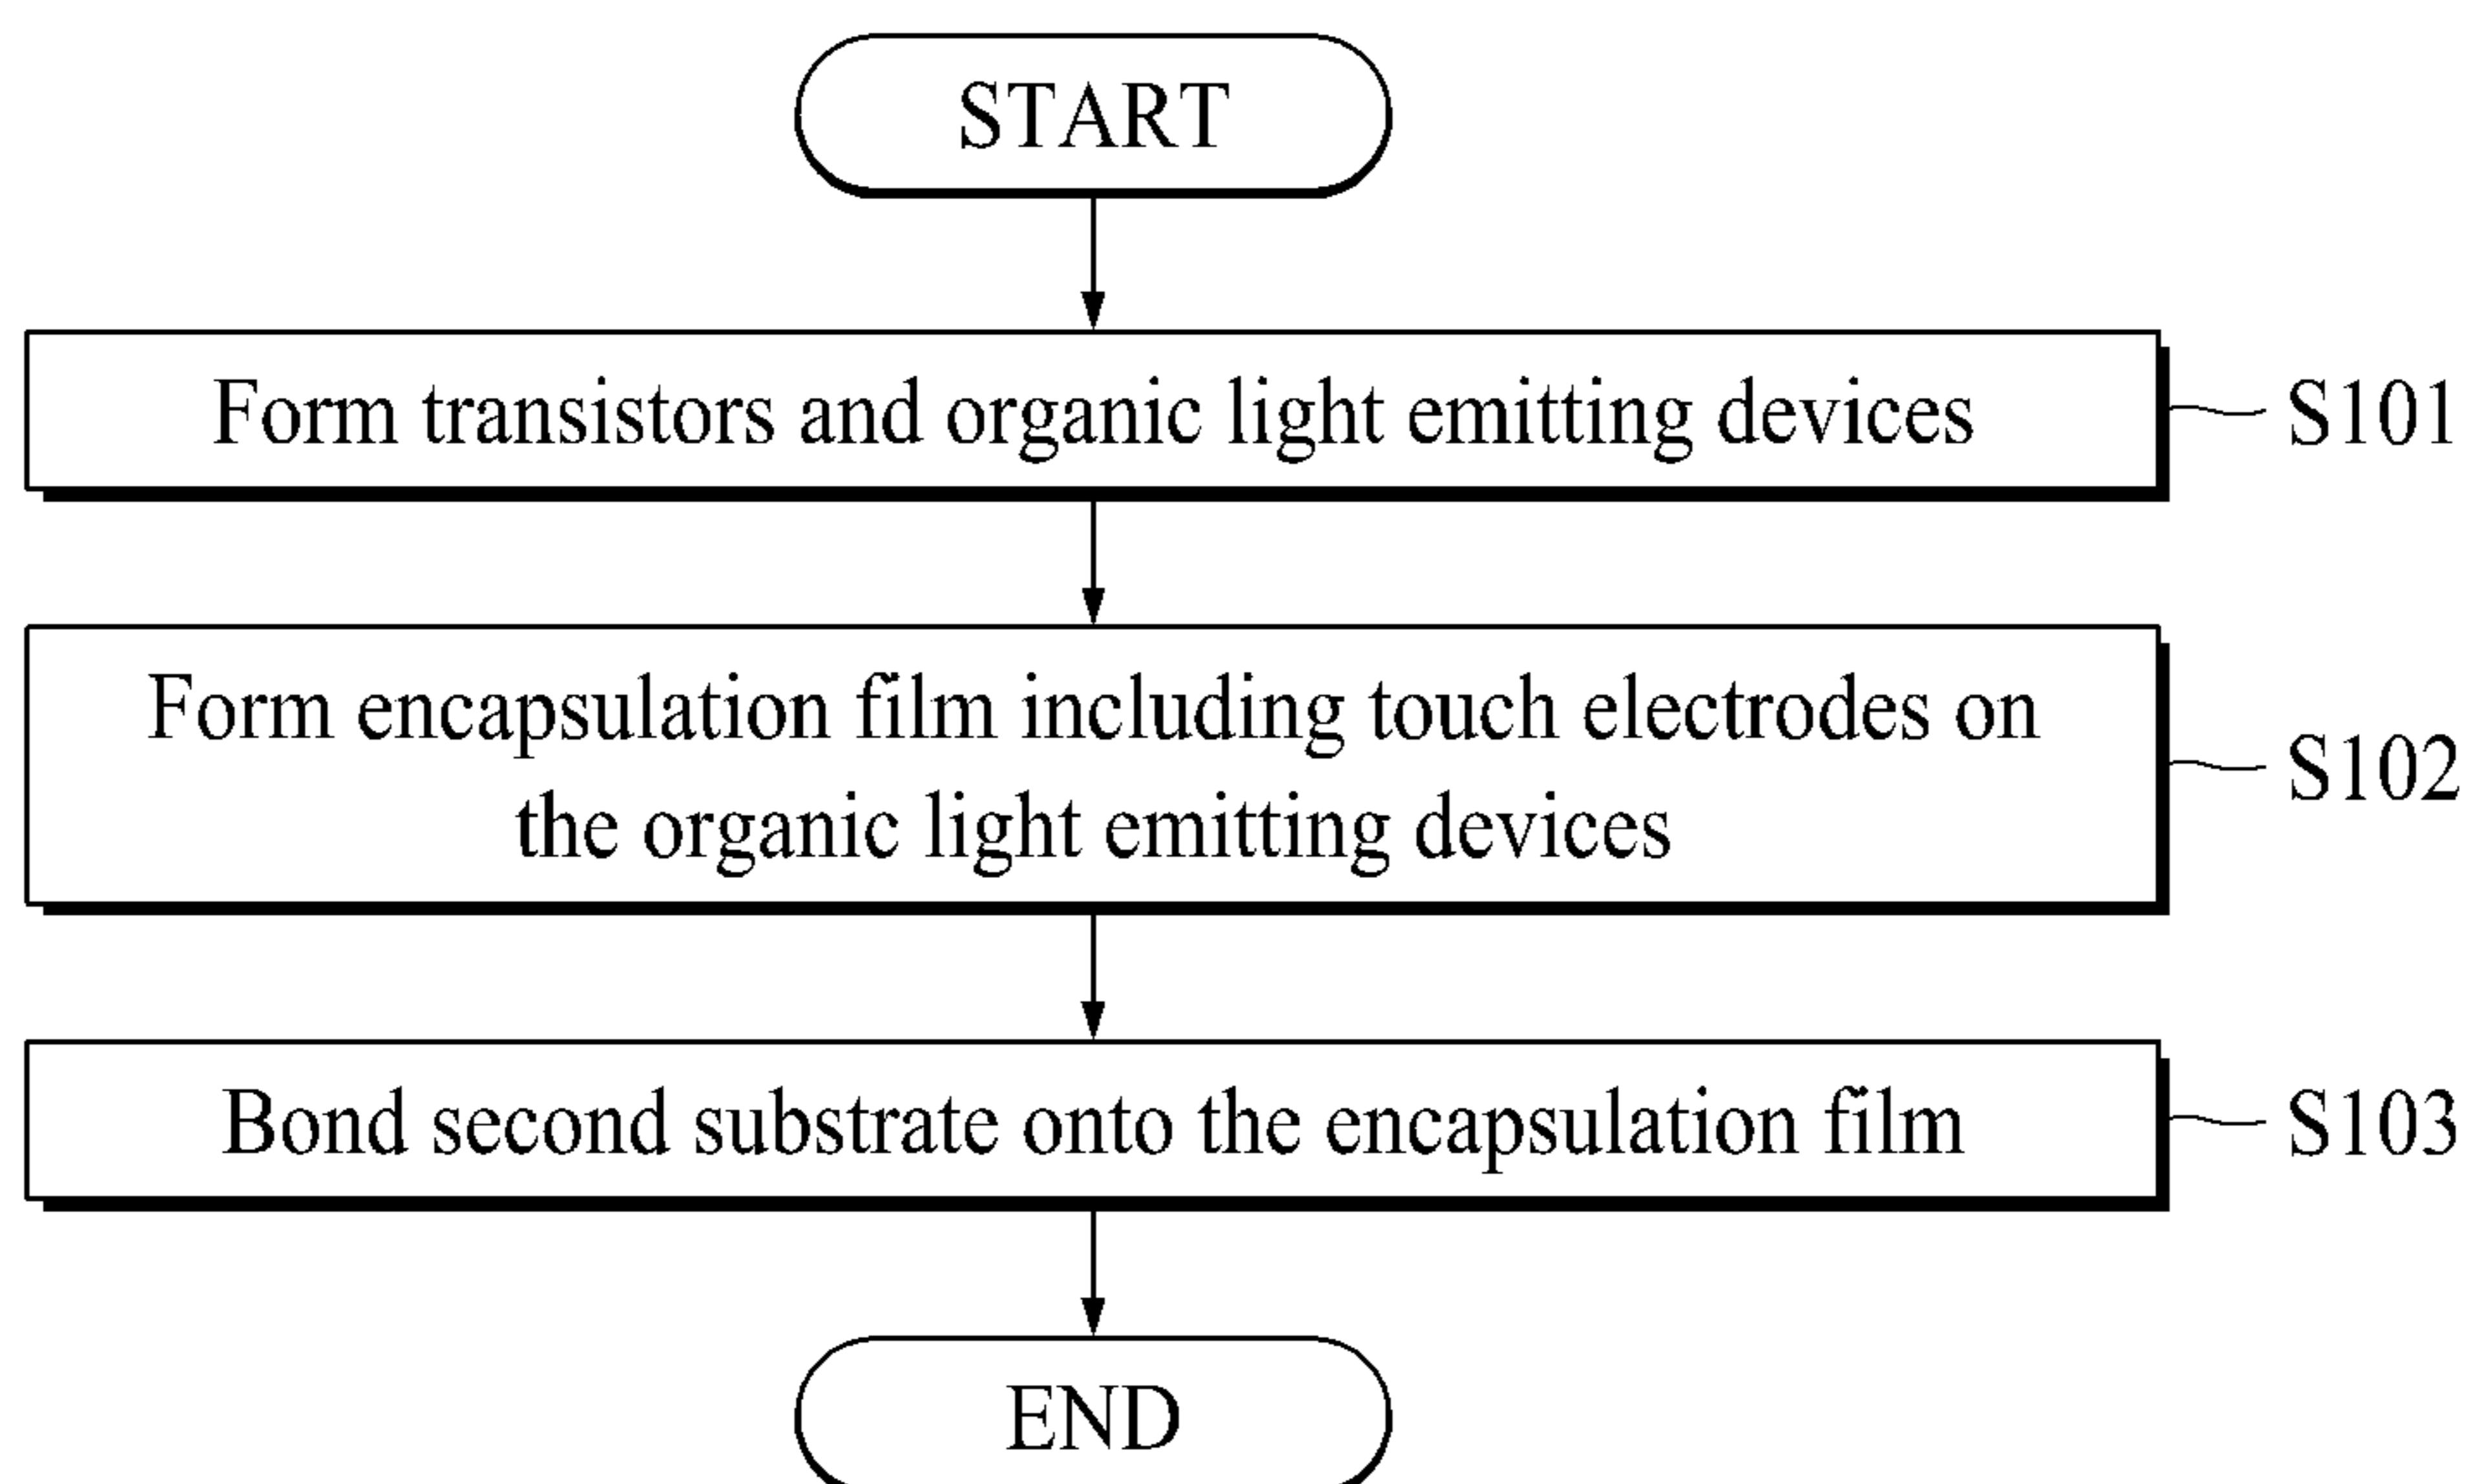 START
Form transistors and organic light emitting devices
S101
Form encapsulation film including touch electrodes on
the organic light emitting devices
S102
Bond second substrate onto the encapsulation film
S103
END